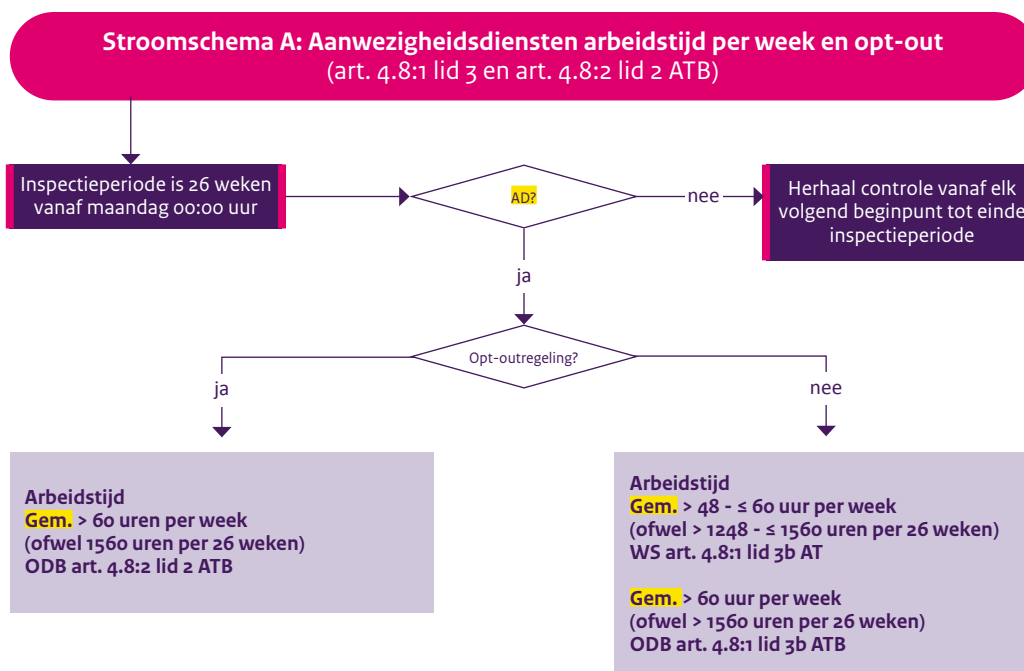 Stroomschema A: Aanwezigheidsdiensten arbeidstijd per week en opt-out
(art. 4.8:1 lid 3 en art. 4.8:2 lid 2 ATB)
Inspectieperiode is 26 weken
vanaf maandag 00:00 uur
AD?
nee
Herhaal controle vanaf elk
volgend beginpunt tot einde
inspectieperiode
ja
Opt-outregeling?
ja
nee
Arbeidstijd
Gem. > 60 uren per week
(ofwel 1560 uren per 26 weken)
ODB art. 4.8:2 lid 2 ATB
Arbeidstijd
Gem. > 48 - ≤ 60 uur per week
(ofwel > 1248 - ≤ 1560 uren per 26 weken)
WS art. 4.8:1 lid 3b AT
Gem. > 60 uur per week
(ofwel > 1560 uren per 26 weken)
ODB art. 4.8:1 lid 3b ATB